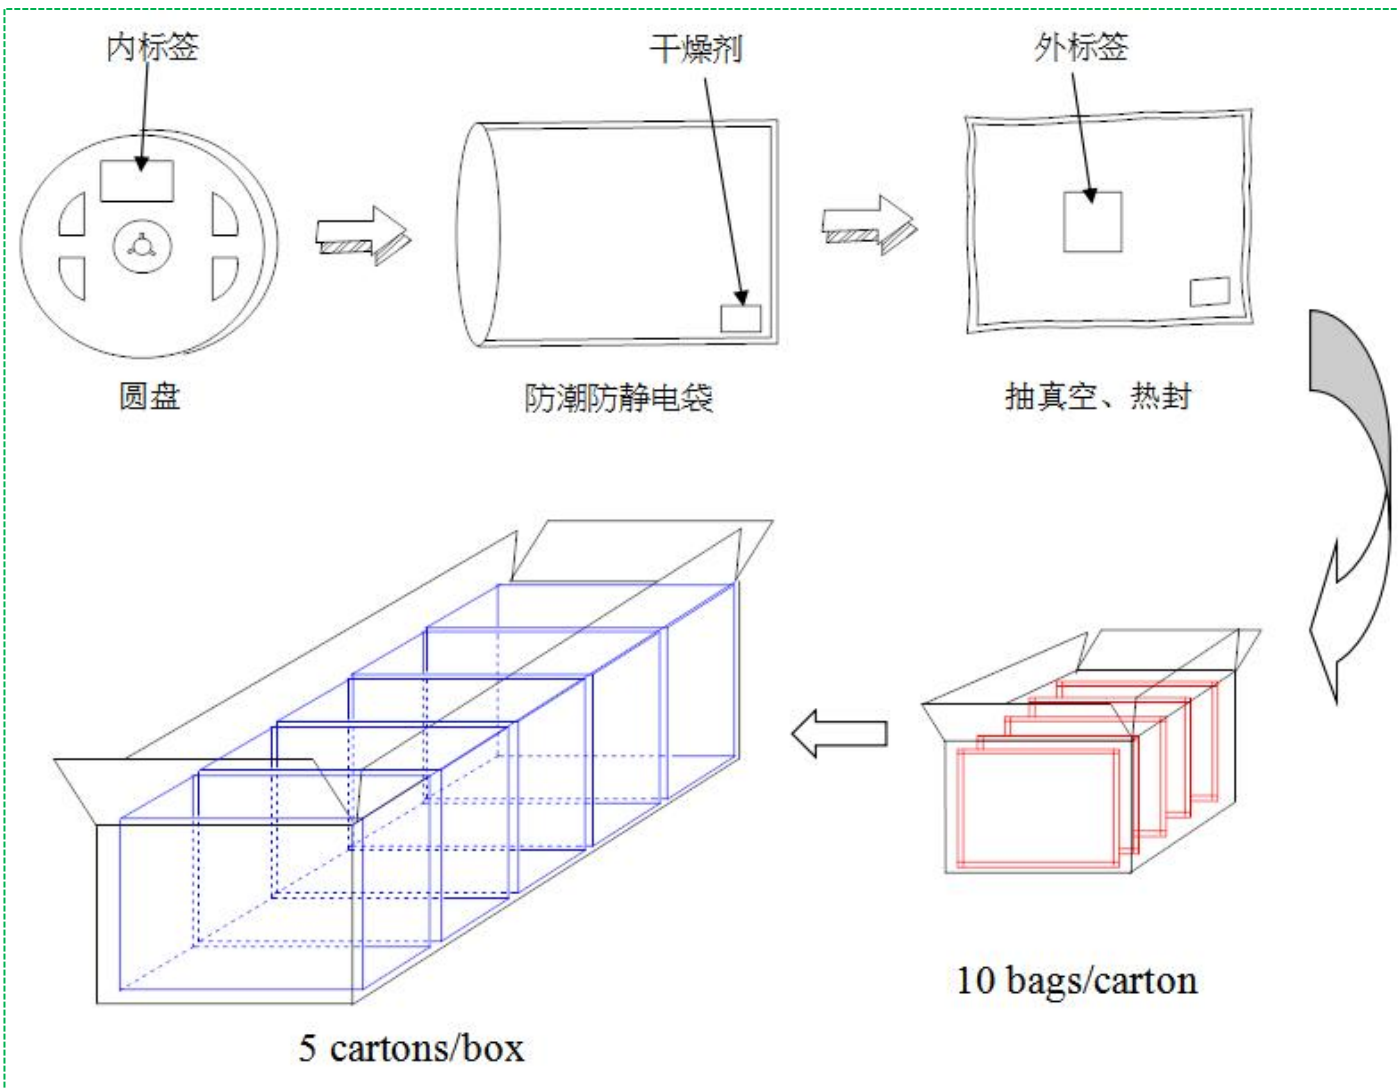 内标签
干燥剂
外标签
圆盘
防潮防静电袋
抽真空、热封
10 bags/carton
5 cartons/box